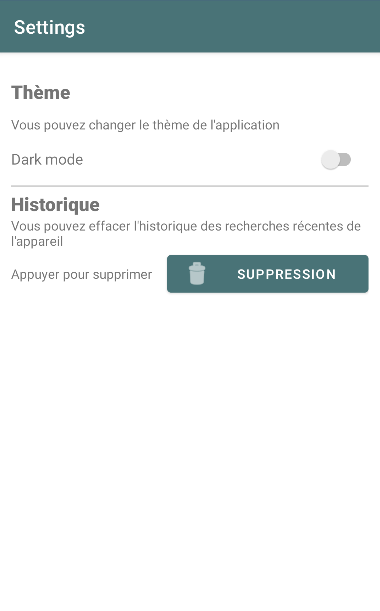 Settings
Thème
Vous pouvez changer le thème de l'application
Dark mode
Historique
Vous pouvez effacer l'historique des recherches récentes de
l'appareil
Appuyer pour supprimer
SUPPRESSION